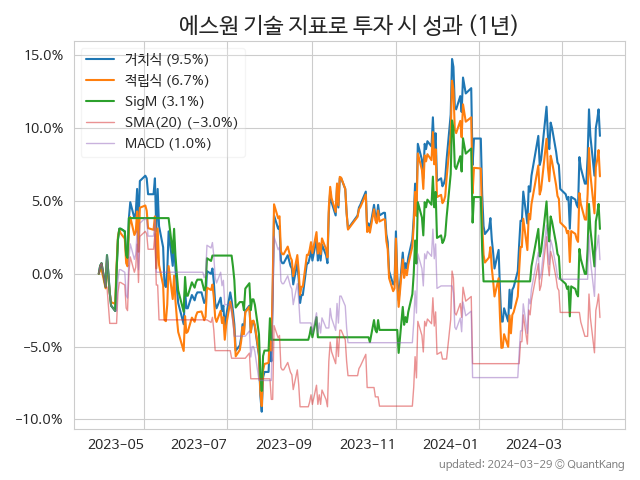 에스원 기술 지표로 투자 시 성과 (1년)
거치식 (9.5%)
적립식 (6.7%)
SigM (3.1%)
SMA(20) (−3.0%)
MACD (1.0%)
15.0%
10.0%
5.0%
0.0%
−5.0%
−10.0%
2023-05 2023-07 2023-09 2023-11 2024-01 2024-03
updated: 2024-03-29 © QuantKang